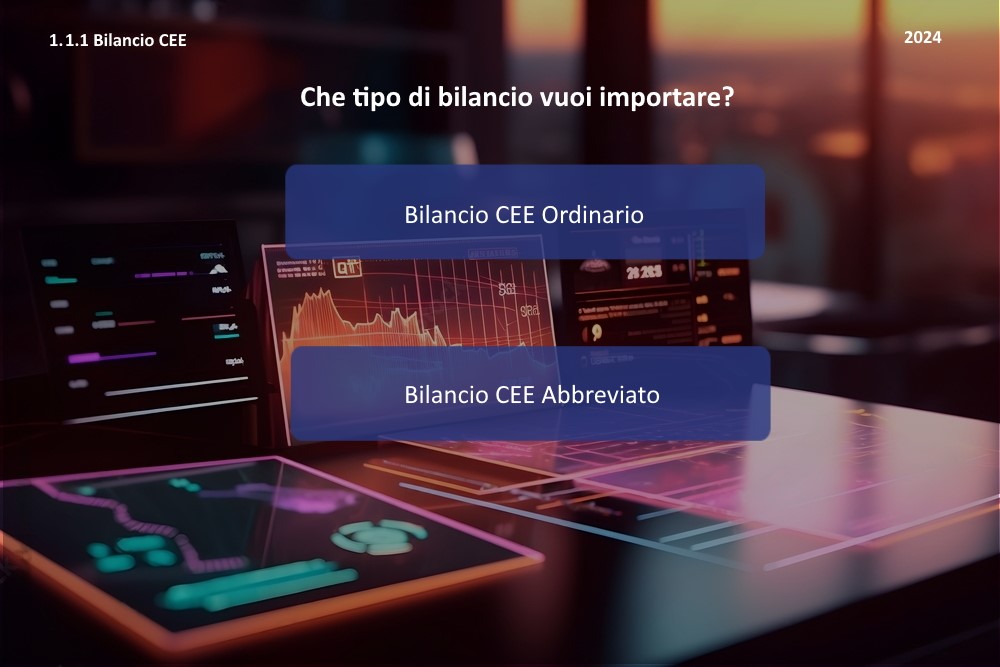 1.1.1 Bilancio CEE
2024
Che tipo di bilancio vuoi importare?
Bilancio CEE Ordinario
Bilancio CEE Abbreviato